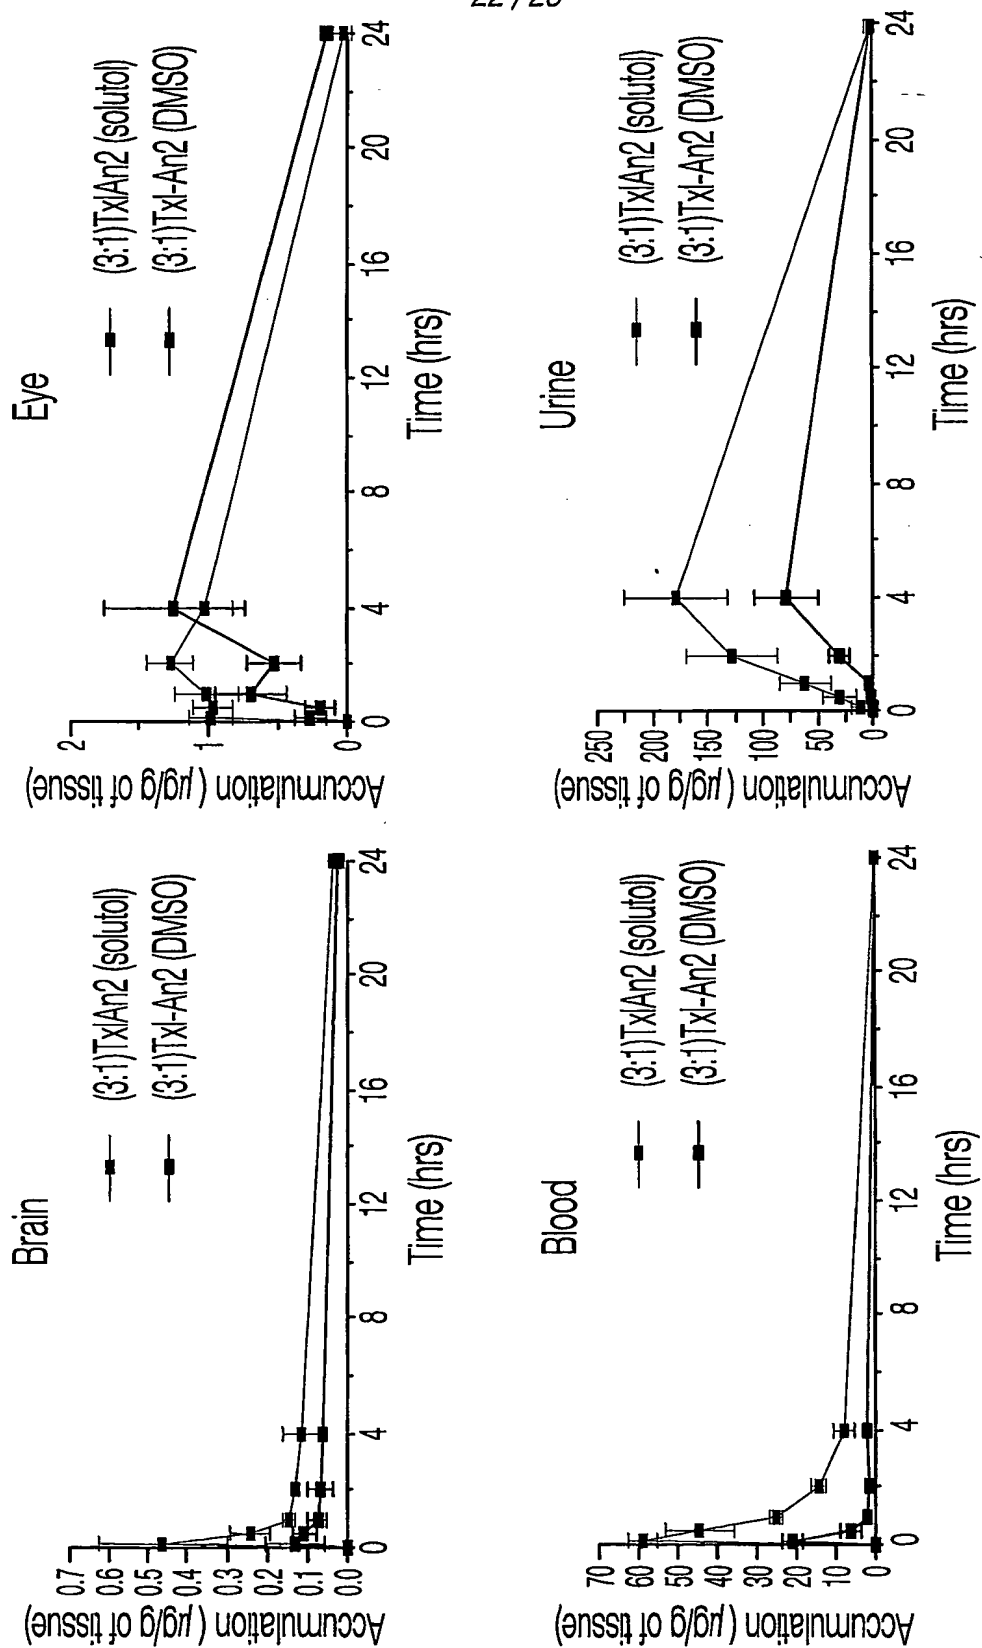 22 / 23
Brain
(3:1)TxlAn2 (solutol)
(3:1)Txl-An2 (DMSO)
Accumulation (µg/g of tissue)
0.7
0.6
0.5
0.4
0.3
0.2
0.1
0.0
0 4 8 12 16 20 24
Time (hrs)
Eye
(3:1)TxlAn2 (solutol)
(3:1)Txl-An2 (DMSO)
Accumulation (µg/g of tissue)
2
1
0
0 4 8 12 16 20 24
Time (hrs)
Blood
(3:1)TxlAn2 (solutol)
(3:1)Txl-An2 (DMSO)
Accumulation (µg/g of tissue)
70
60
50
40
30
20
10
0
0 4 8 12 16 20 24
Time (hrs)
Urine
(3:1)TxlAn2 (solutol)
(3:1)Txl-An2 (DMSO)
Accumulation (µg/g of tissue)
250
200
150
100
50
0
0 4 8 12 16 20 24
Time (hrs)